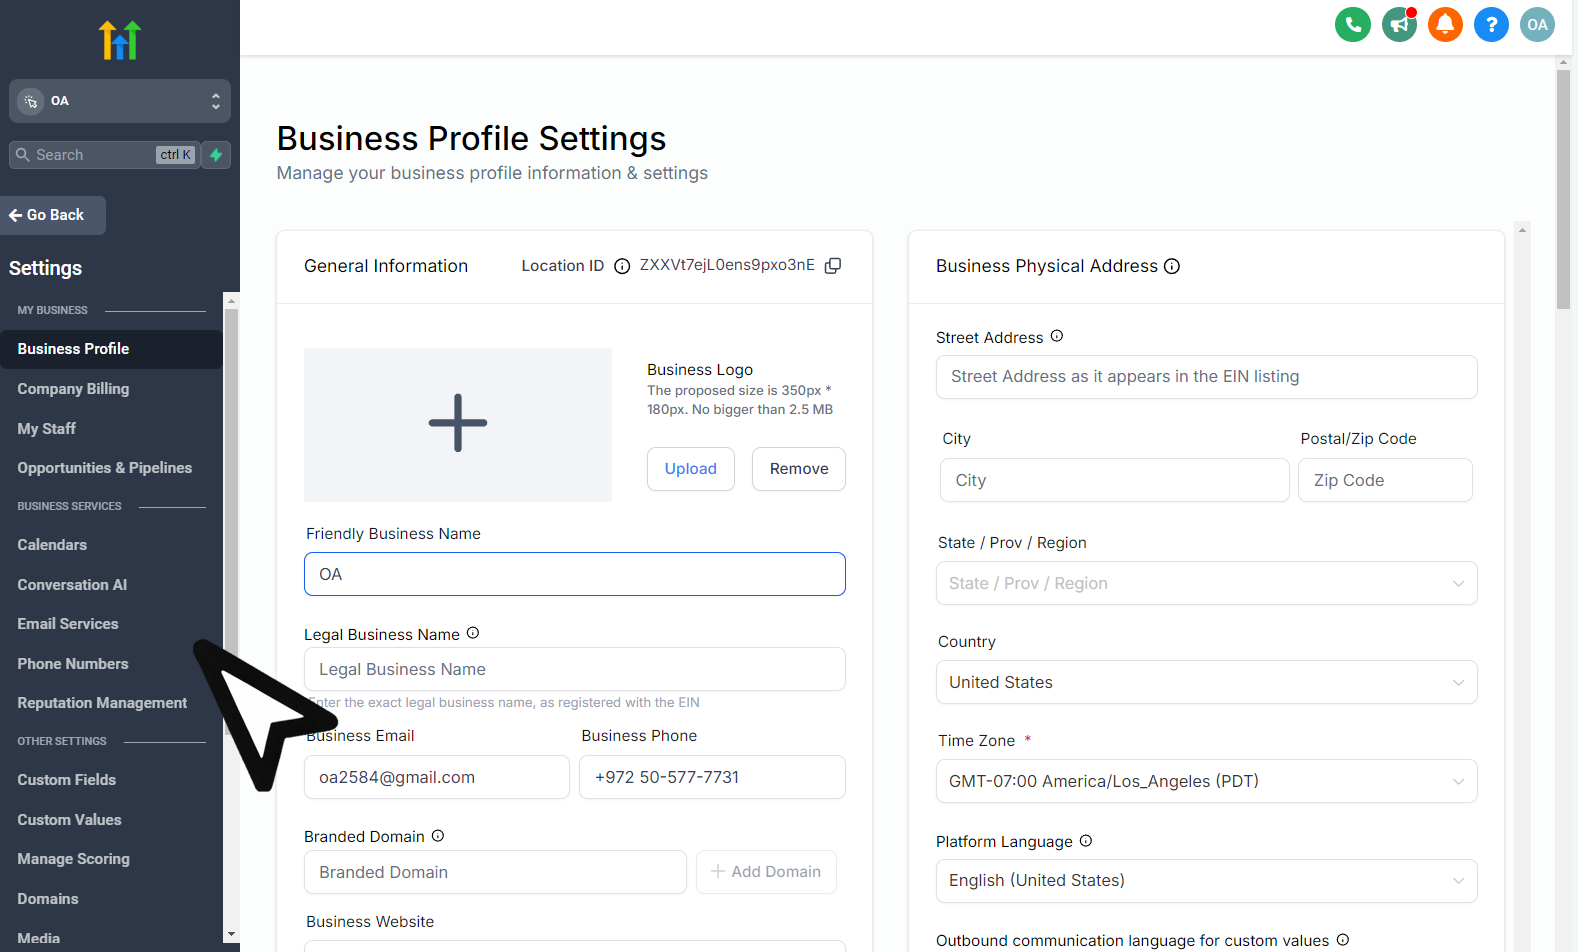 OA
OA
Search
ctrl K
Go Back
Settings
MY BUSINESS
Business Profile
Company Billing
My Staff
Opportunities & Pipelines
BUSINESS SERVICES
Calendars
Conversation AI
Email Services
Phone Numbers
Reputation Management
OTHER SETTINGS
Custom Fields
Custom Values
Manage Scoring
Domains
Media
Business Profile Settings
Manage your business profile information & settings
General Information
Location ID
ZXXVt7ejL0ens9pxo3nE
Business Logo
The proposed size is 350px *
180px. No bigger than 2.5 MB
Upload
Remove
Friendly Business Name
OA
Legal Business Name
Legal Business Name
Enter the exact legal business name, as registered with the EIN
Business Email
Business Phone
oa2584@gmail.com
+972 50-577-7731
Branded Domain
Branded Domain
Add Domain
Business Website
Business Physical Address
Street Address
Street Address as it appears in the EIN listing
City
Postal/Zip Code
City
Zip Code
State / Prov / Region
State / Prov / Region
Country
United States
Time Zone *
GMT-07:00 America/Los_Angeles (PDT)
Platform Language
English (United States)
Outbound communication language for custom values